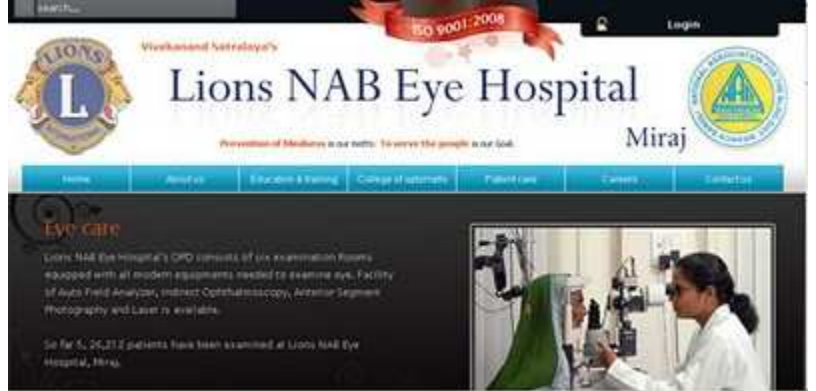 search...
ISO 9001:2008
Login
LIONS
L
Vivekanand Netralaya's
Lions NAB Eye Hospital
Miraj
Prevention of Blindness is our motto. To serve the people is our Goal.
Home About us Education & training College of optometry Patient care Careers Contact us
Eye care
Lions NAB Eye Hospital's OPD consists of six examination Rooms
equipped with all modern equipments needed to examine eye. Facility
of Auto Field Analyzer, Indirect Ophthalmoscopy, Anterior Segment
Photography and Laser is available.
So far 5, 26,212 patients have been examined at Lions NAB Eye
Hospital, Miraj.